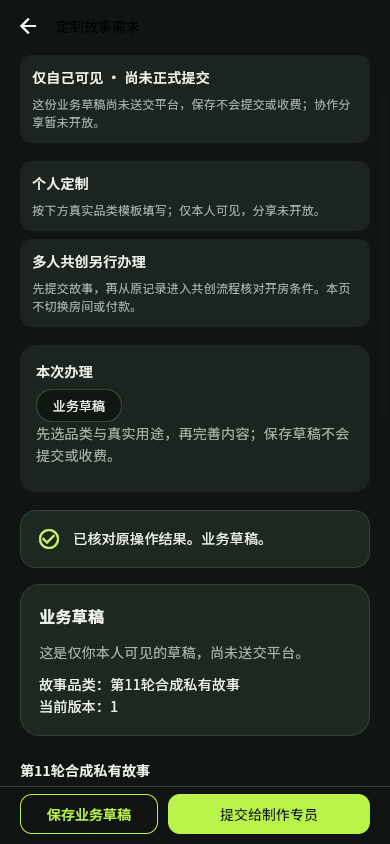 定制故事需求
仅自己可见 · 尚未正式提交
这份业务草稿尚未送交平台，保存不会提交或收费；协作分
享暂未开放。
个人定制
按下方真实品类模板填写；仅本人可见，分享未开放。
多人共创另行办理
先提交故事，再从原记录进入共创流程核对开房条件。本页
不切换房间或付款。
本次办理
业务草稿
先选品类与真实用途，再完善内容；保存草稿不会
提交或收费。
已核对原操作结果。业务草稿。
业务草稿
这是仅你本人可见的草稿，尚未送交平台。
故事品类：第11轮合成私有故事
当前版本：1
第11轮合成私有故事
保存业务草稿
提交给制作专员